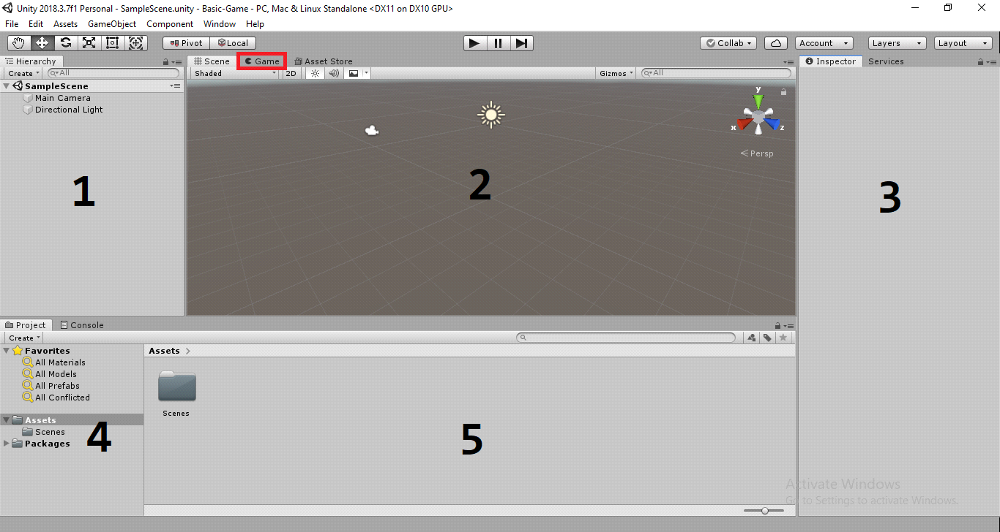 Unity 2018.3.7f1 Personal - SampleScene.unity - Basic-Game - PC, Mac & Linux Standalone <DX11 on DX10 GPU>
File Edit Assets GameObject Component Window Help
Pivot Local Collab Account Layers Layout
Hierarchy Scene Game Asset Store Inspector Services
Create All Shaded 2D Gizmos All
SampleScene
Main Camera
Directional Light
y
x z
Persp
1 2 3
Project Console
Create
Favorites Assets
All Materials
All Models
All Prefabs
All Conflicted
Scenes
Assets
Scenes
Packages
4 5
Activate Windows
Go to Settings to activate Windows.